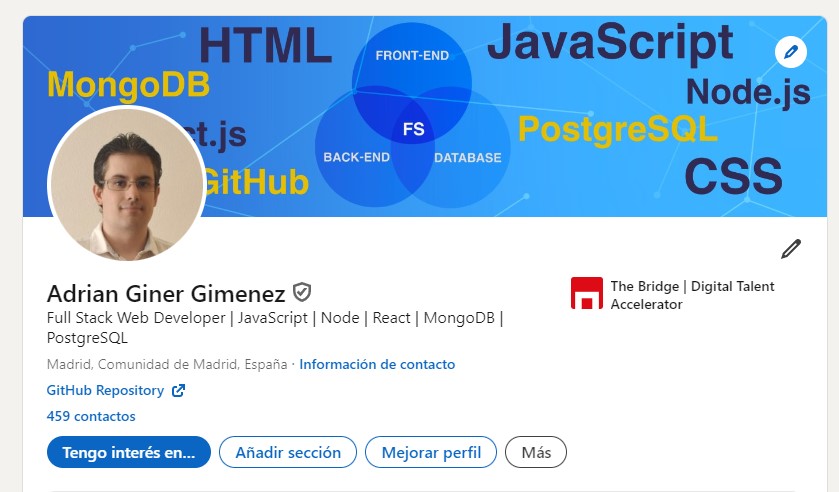 HTML
JavaScript
FRONT-END
MongoDB
Node.js
FS
PostgreSQL
ct.js
BACK-END
DATABASE
GitHub
CSS
Adrian Giner Gimenez
The Bridge | Digital Talent
Accelerator
Full Stack Web Developer | JavaScript | Node | React | MongoDB |
PostgreSQL
Madrid, Comunidad de Madrid, España · Información de contacto
GitHub Repository
459 contactos
Tengo interés en...
Añadir sección
Mejorar perfil
Más